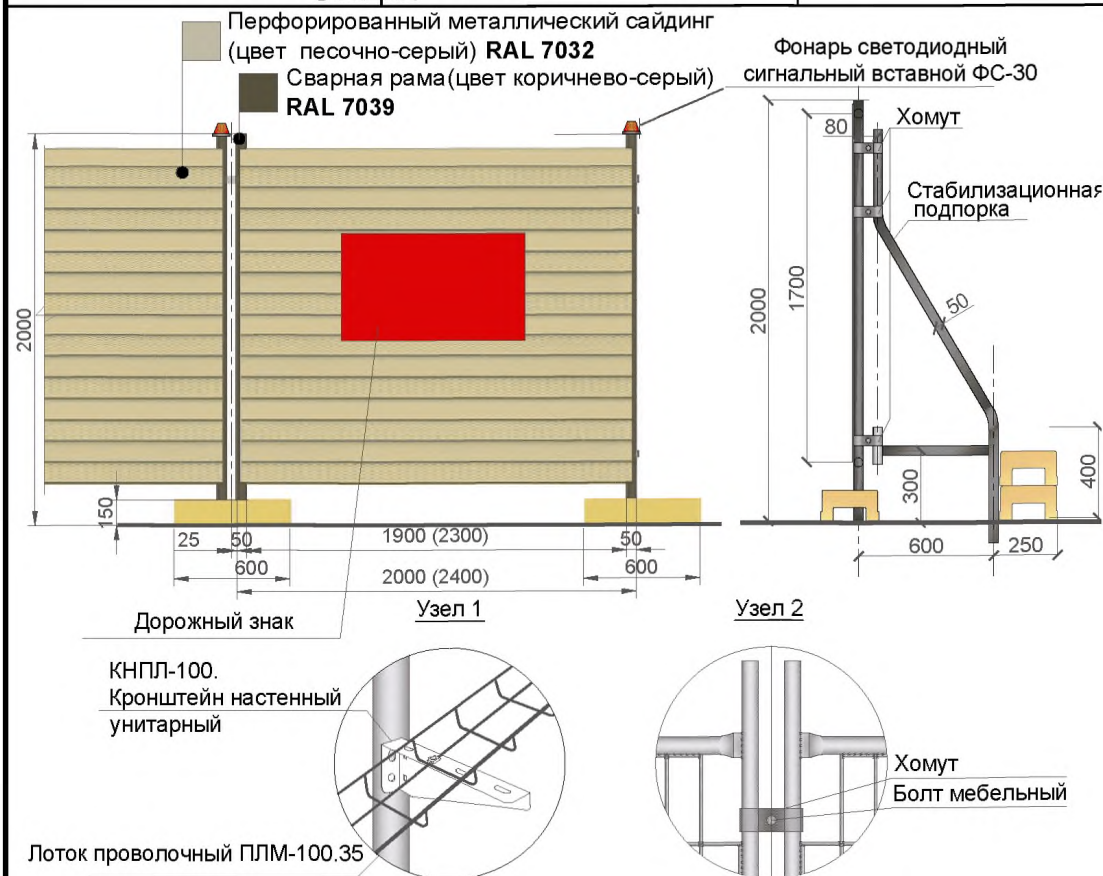 Перфорированный металлический сайдинг
(цвет песочно-серый) RAL 7032
Сварная рама(цвет коричнево-серый)
RAL 7039
Фонарь светодиодный
сигнальный вставной ФС-30
80
Хомут
Стабилизационная
подпорка
2000
2000
1700
50
150
300
400
25
50
1900 (2300)
50
600
2000 (2400)
600
600
250
Дорожный знак
Узел 1
Узел 2
КНПЛ-100.
Кронштейн настенный
унитарный
Хомут
Болт мебельный
Лоток проволочный ПЛМ-100.35